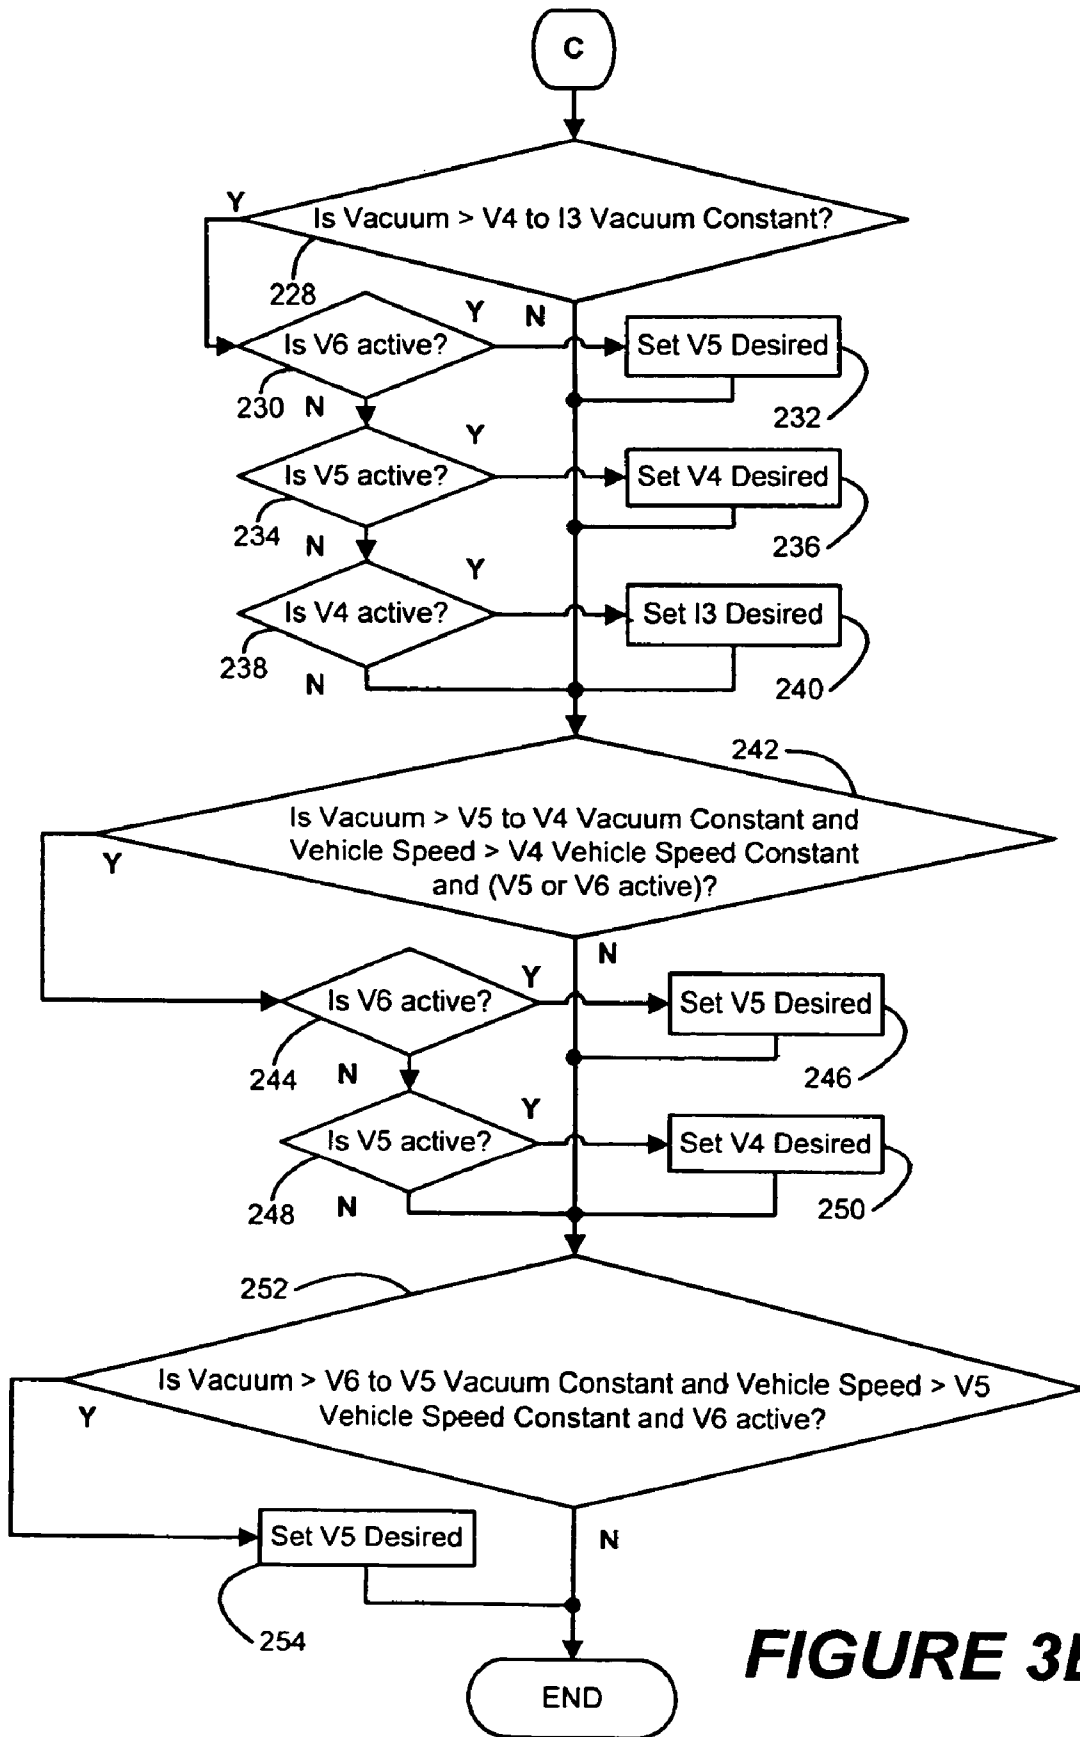 C
Y
Is Vacuum > V4 to I3 Vacuum Constant?
228
Y
N
Is V6 active?
Set V5 Desired
230
N
232
Y
Is V5 active?
Set V4 Desired
234
N
236
Y
Is V4 active?
Set I3 Desired
238
N
240
242
Is Vacuum > V5 to V4 Vacuum Constant and
Vehicle Speed > V4 Vehicle Speed Constant
and (V5 or V6 active)?
Y
N
Y
Is V6 active?
Set V5 Desired
244
N
246
Y
Is V5 active?
Set V4 Desired
248
N
250
252
Is Vacuum > V6 to V5 Vacuum Constant and Vehicle Speed > V5
Vehicle Speed Constant and V6 active?
Y
Set V5 Desired
N
254
FIGURE 3
END